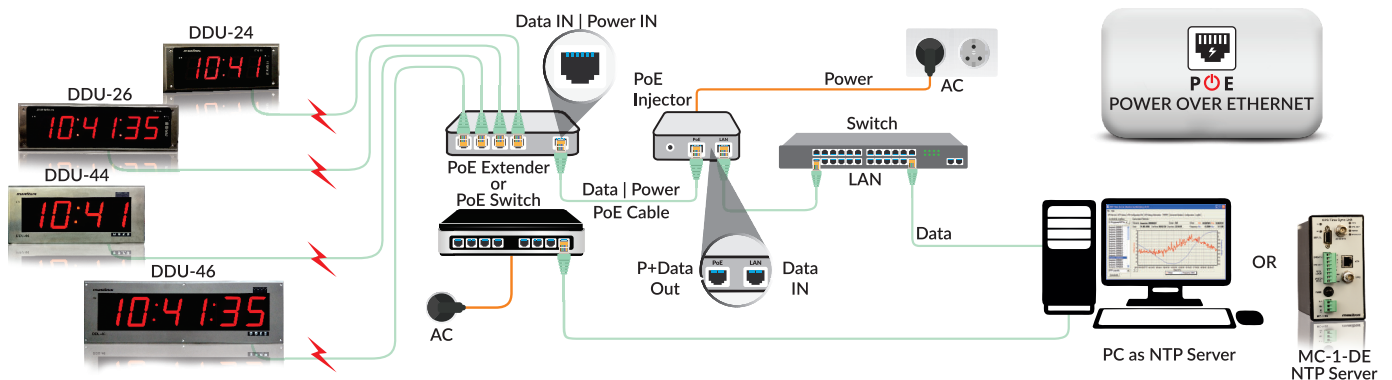 DDU-24
10:41
DDU-26
10:41:35
DDU-44
10:41
DDU-46
10:41:35
Data IN | Power IN
PoE Extender
or
PoE Switch
AC
Data | Power
PoE Cable
PoE
Injector
PoE
LAN
Power
AC
Switch
LAN
Data
P+Data
Out
PoE
LAN
Data
IN
POE
POWER OVER ETHERNET
PC as NTP Server
OR
MC-1-DE
NTP Server